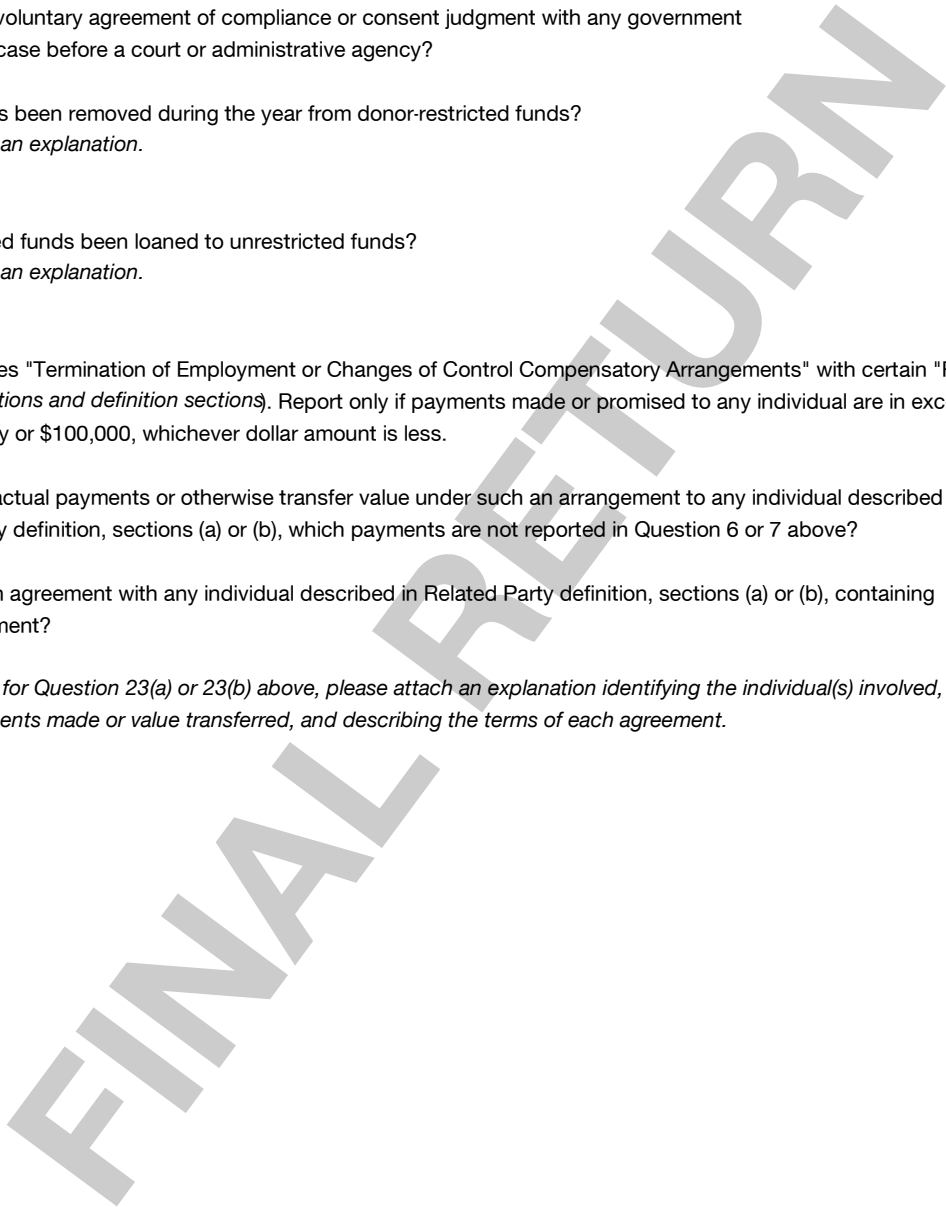 voluntary agreement of compliance or consent judgment with any government
case before a court or administrative agency?
s been removed during the year from donor-restricted funds?
an explanation.
ed funds been loaned to unrestricted funds?
an explanation.
es "Termination of Employment or Changes of Control Compensatory Arrangements" with certain "R
tions and definition sections). Report only if payments made or promised to any individual are in exc
y or $100,000, whichever dollar amount is less.
actual payments or otherwise transfer value under such an arrangement to any individual described
y definition, sections (a) or (b), which payments are not reported in Question 6 or 7 above?
n agreement with any individual described in Related Party definition, sections (a) or (b), containing
ment?
for Question 23(a) or 23(b) above, please attach an explanation identifying the individual(s) involved,
ents made or value transferred, and describing the terms of each agreement.
FINAL RETURN